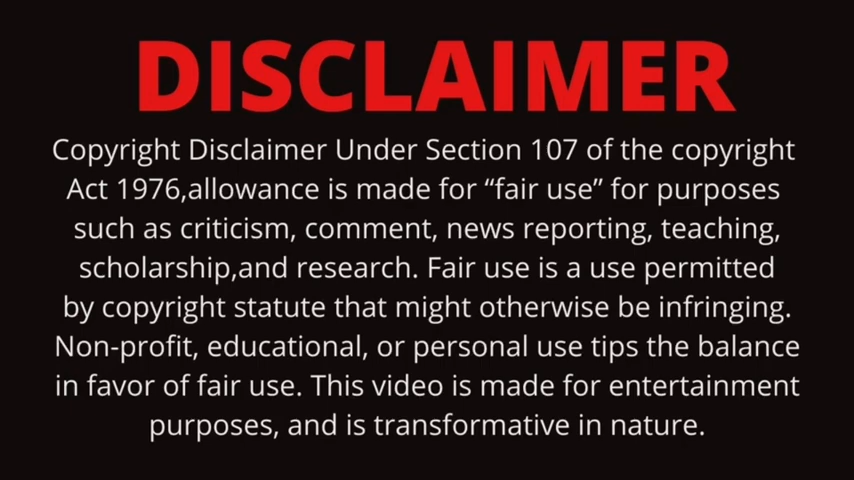 DISCLAIMER
Copyright Disclaimer Under Section 107 of the copyright
Act 1976,allowance is made for “fair use” for purposes
such as criticism, comment, news reporting, teaching,
scholarship,and research. Fair use is a use permitted
by copyright statute that might otherwise be infringing.
Non-profit, educational, or personal use tips the balance
in favor of fair use. This video is made for entertainment
purposes, and is transformative in nature.